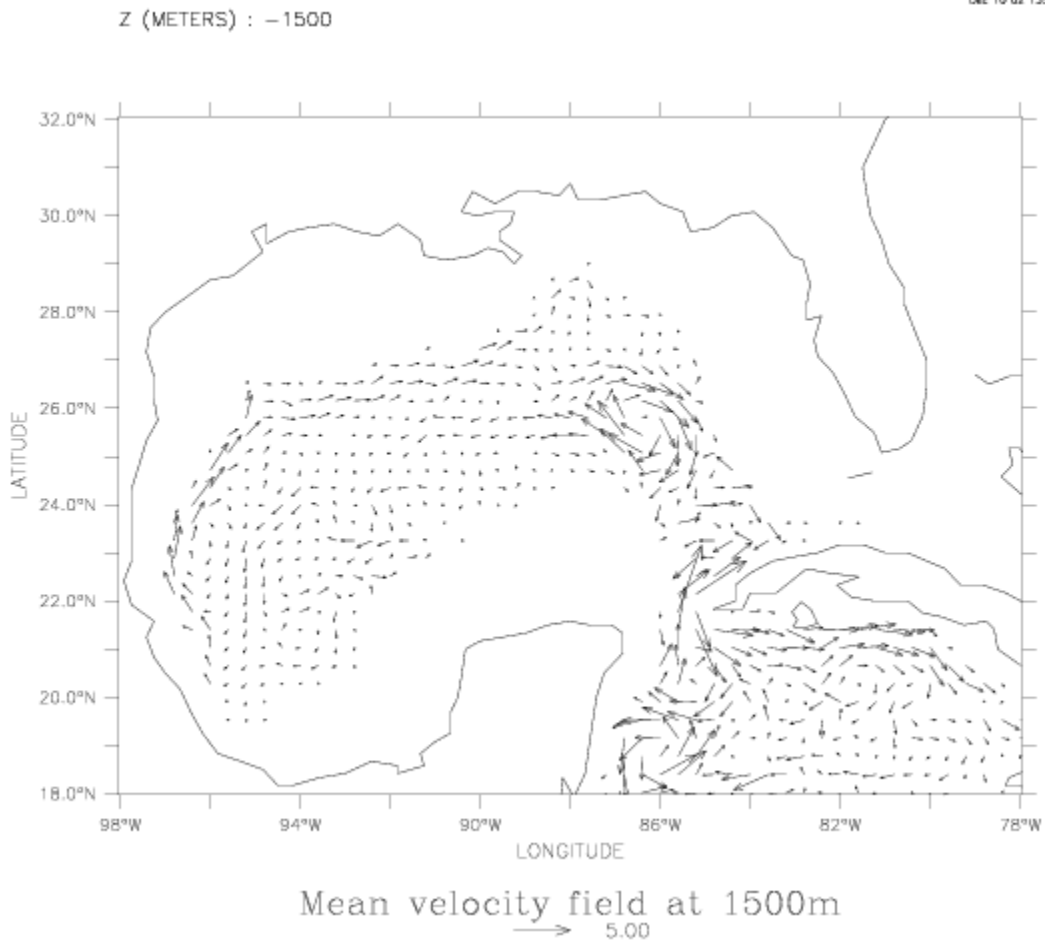 Z (METERS) : -1500
32.0°N
30.0°N
28.0°N
26.0°N
24.0°N
22.0°N
20.0°N
18.0°N
LATITUDE
98°W 94°W 90°W 86°W 82°W 78°W
LONGITUDE
Mean velocity field at 1500m
5.00